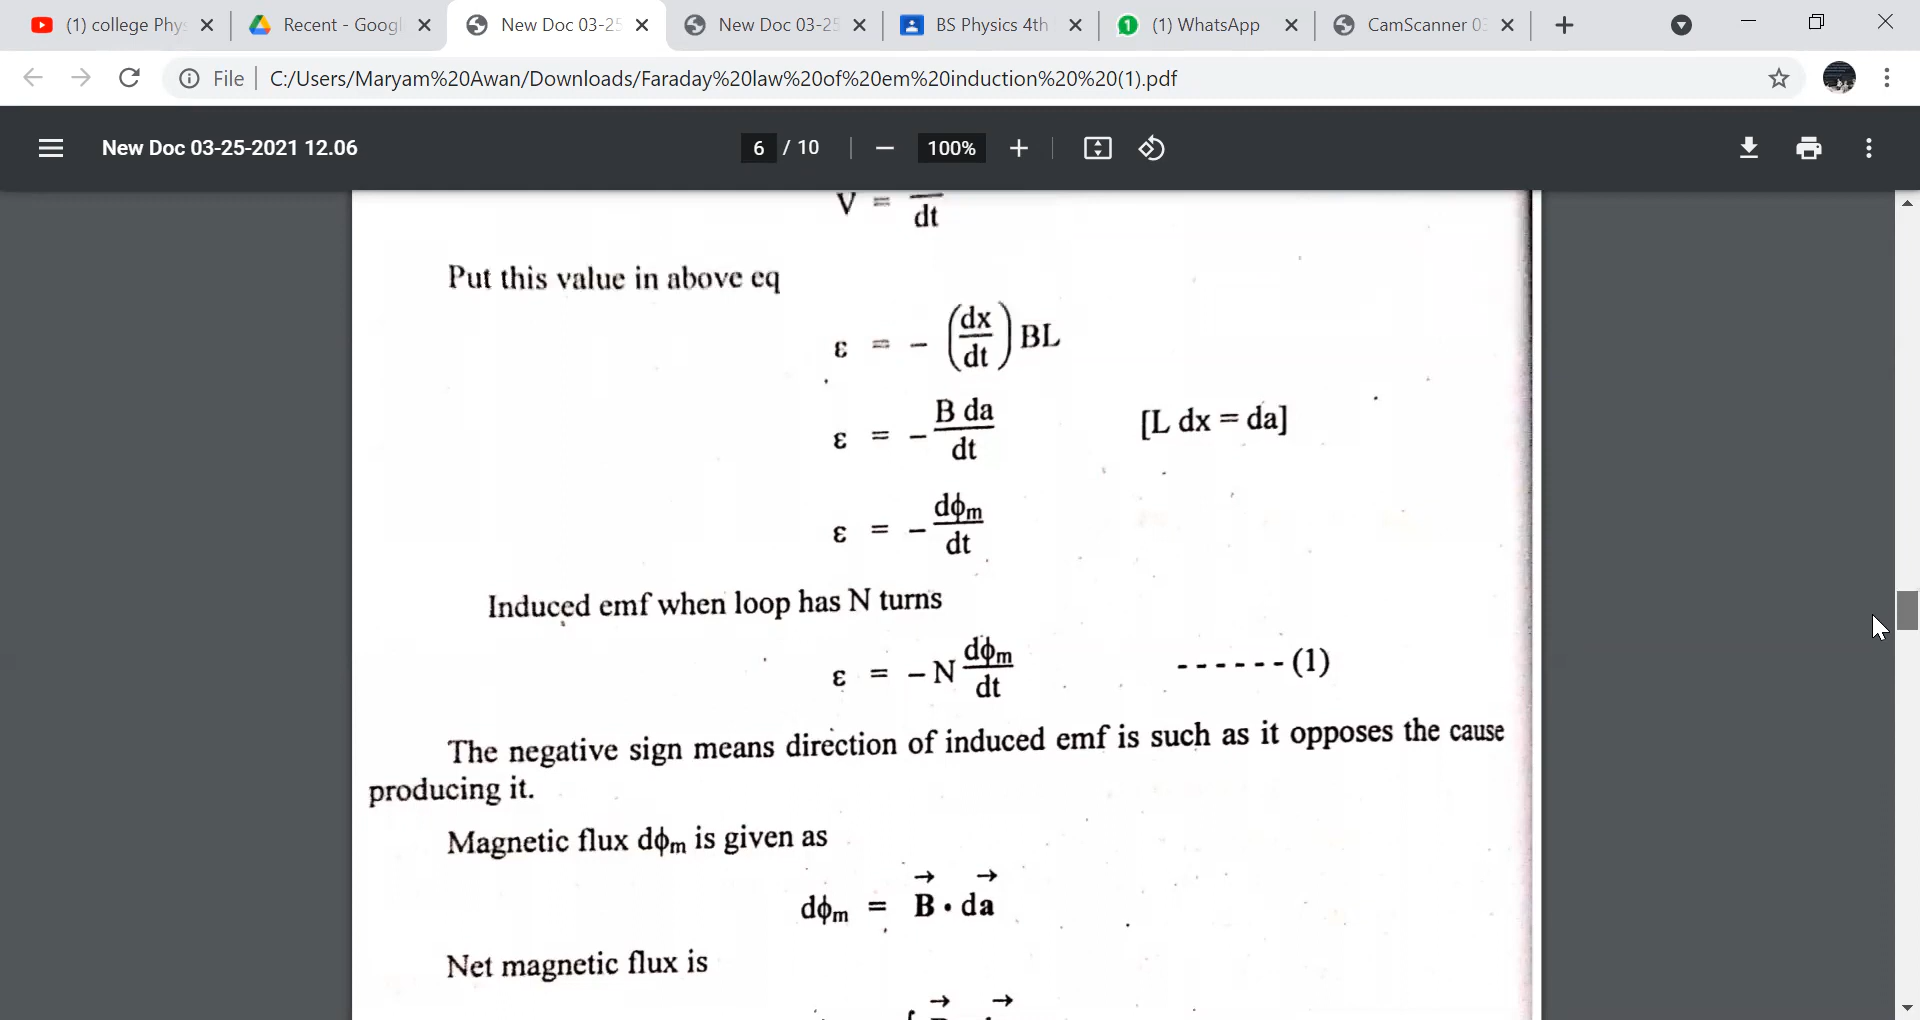 (1) college Phys
Recent - Googl
New Doc 03-25
New Doc 03-25
BS Physics 4th
(1) WhatsApp
CamScanner 03
File
C:/Users/Maryam%20Awan/Downloads/Faraday%20law%20of%20em%20induction%20%20(1).pdf
New Doc 03-25-2021 12.06
6 / 10
100%
V = — dt
Put this value in above eq
ε = - (dx/dt) BL
ε = - B da/dt [L dx = da]
ε = - dϕm/dt
Induced emf when loop has N turns
ε = - N dϕm/dt ------(1)
The negative sign means direction of induced emf is such as it opposes the cause
producing it.
Magnetic flux dϕm is given as
dϕm = B⃗ • da⃗
Net magnetic flux is